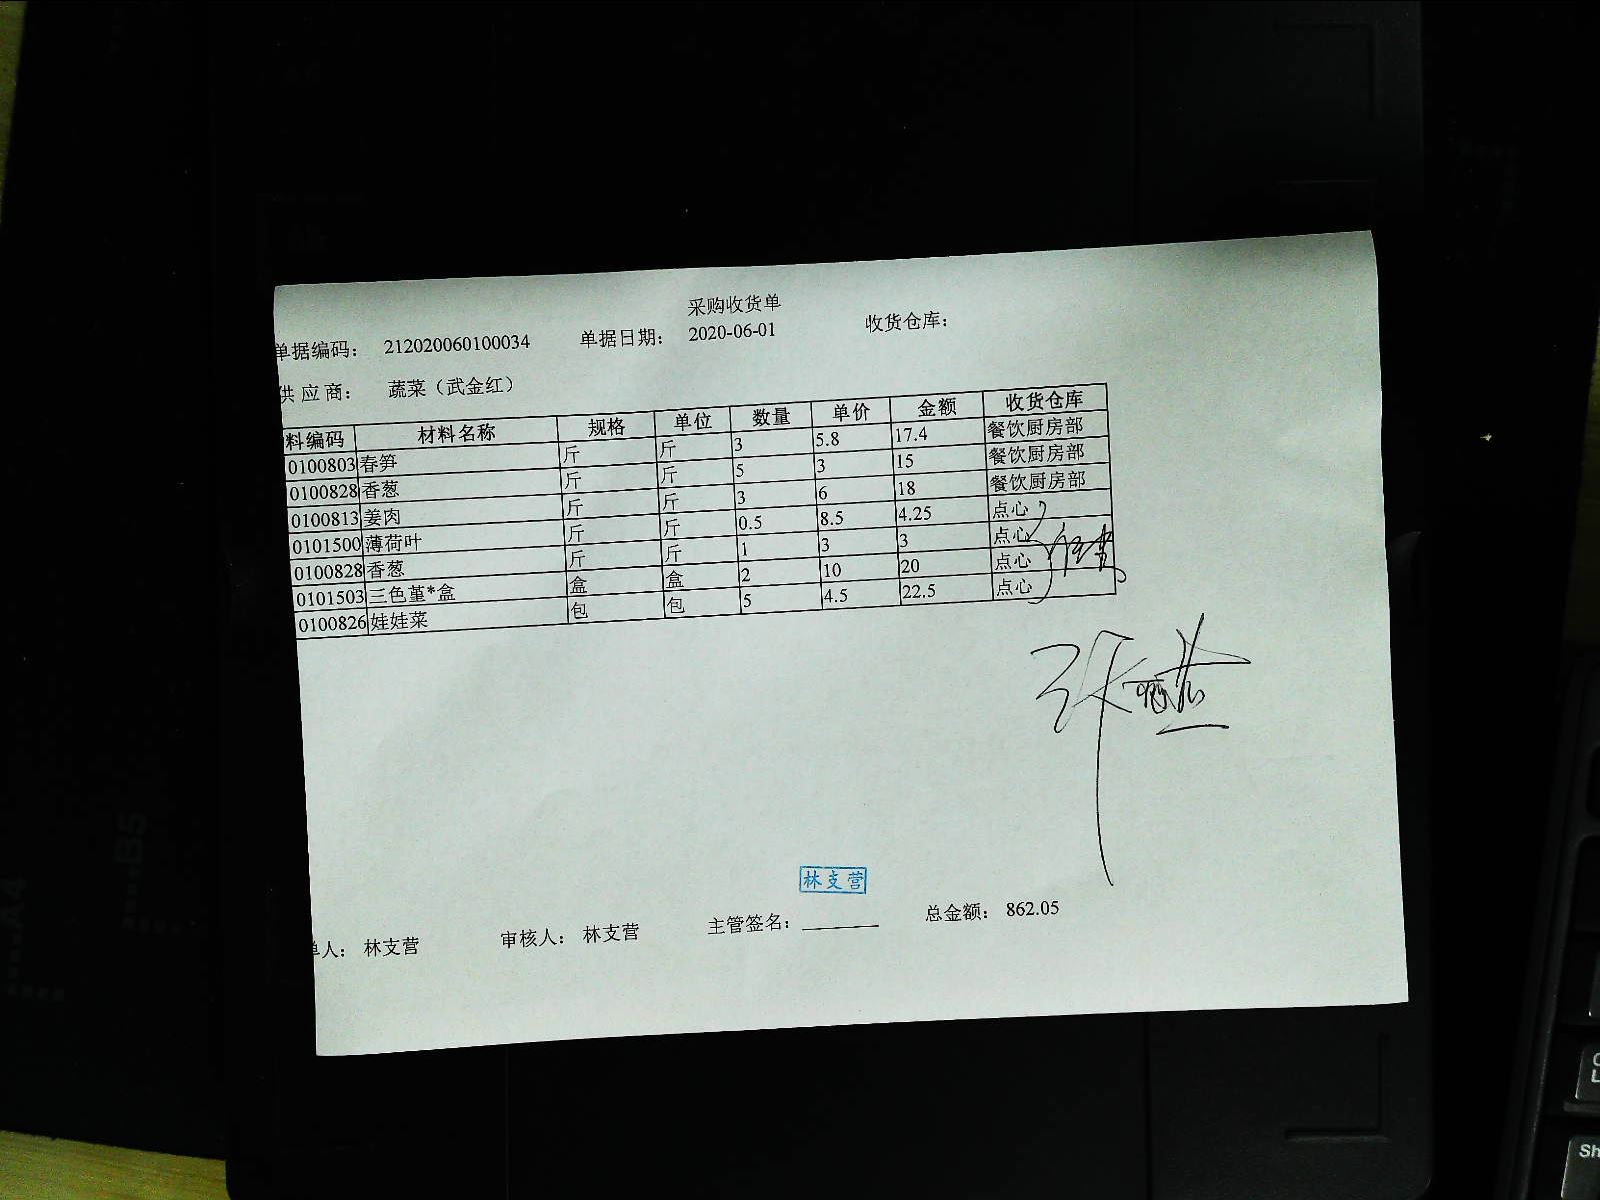 采购收货单
单据编码： 212020060100034 单据日期： 2020-06-01 收货仓库：
供应商： 蔬菜（武金红）
料编码 材料名称 规格 单位 数量 单价 金额 收货仓库
0100803 春笋 斤 斤 3 5.8 17.4 餐饮厨房部
0100828 香葱 斤 斤 5 3 15 餐饮厨房部
0100813 姜肉 斤 斤 3 6 18 餐饮厨房部
0101500 薄荷叶 斤 斤 0.5 8.5 4.25 点心
0100828 香葱 斤 斤 1 3 3 点心
0101503 三色堇*盒 盒 盒 2 10 20 点心
0100826 娃娃菜 包 包 5 4.5 22.5 点心
林支营
单人： 林支营 审核人： 林支营 主管签名： 总金额： 862.05
B5
A4
Sh